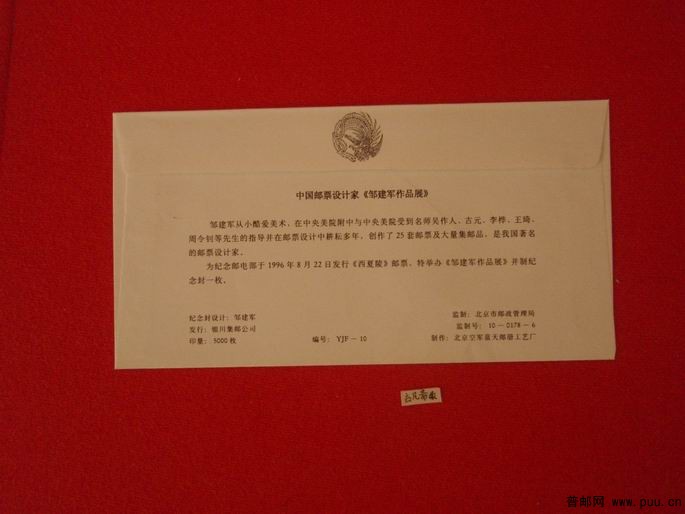 中国邮票设计家《邹建军作品展》
邹建军从小酷爱美术，在中央美院附中与中央美院受到名师吴作人、古元、李桦、王琦、
周令钊等先生的指导并在邮票设计中耕耘多年，创作了25套邮票及大量集邮品，是我国著名
的邮票设计家。
为纪念邮电部于1996年8月22日发行《西夏陵》邮票，特举办《邹建军作品展》并制纪
念封一枚。
纪念封设计：邹建军
发行：银川集邮公司
印量：5000枚
编号：YJF－10
监制：北京市邮政管理局
监制号：10－0178－6
制作：北京空军蓝天邮册工艺厂
普邮网 www.puu.cn